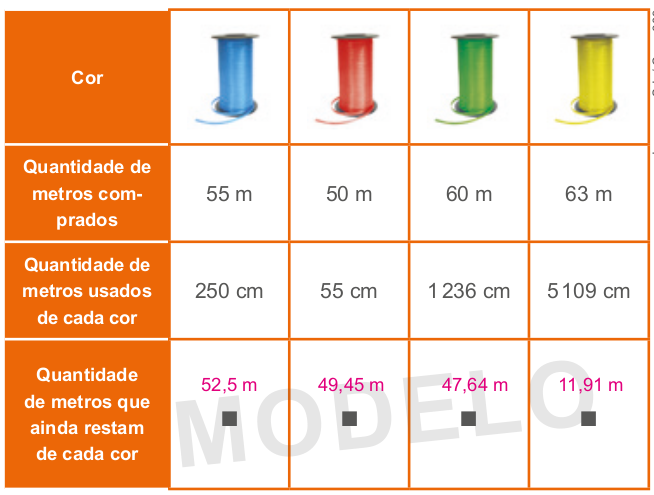 Cor
Quantidade de
metros com-
prados
55 m
50 m
60 m
63 m
Quantidade de
metros usados
de cada cor
250 cm
55 cm
1 236 cm
5 109 cm
Quantidade
de metros que
ainda restam
de cada cor
52,5 m
49,45 m
47,64 m
11,91 m
MODELO